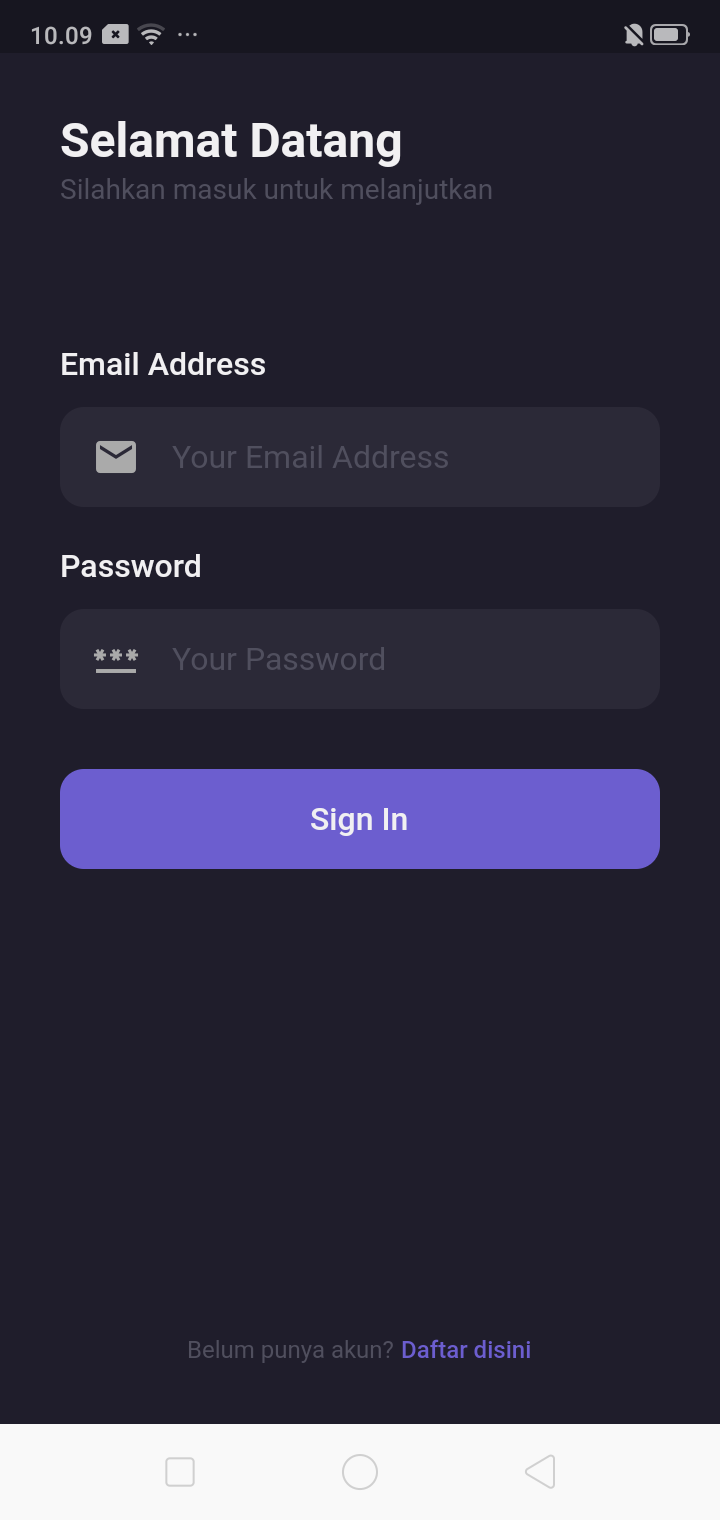 10.09
Selamat Datang
Silahkan masuk untuk melanjutkan
Email Address
Your Email Address
Password
*** Your Password
Sign In
Belum punya akun? Daftar disini